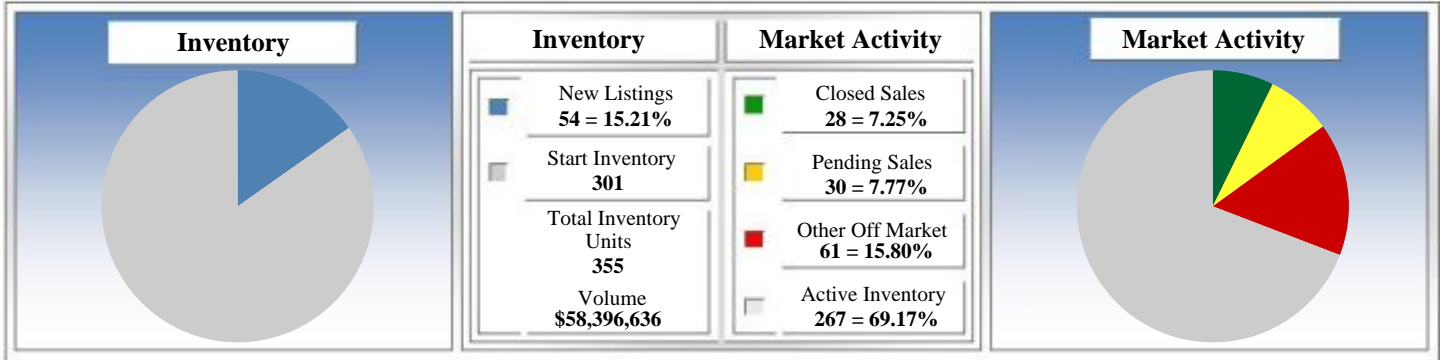 Inventory
Inventory
New Listings
54 = 15.21%
Start Inventory
301
Total Inventory
Units
355
Volume
$58,396,636
Market Activity
Closed Sales
28 = 7.25%
Pending Sales
30 = 7.77%
Other Off Market
61 = 15.80%
Active Inventory
267 = 69.17%
Market Activity